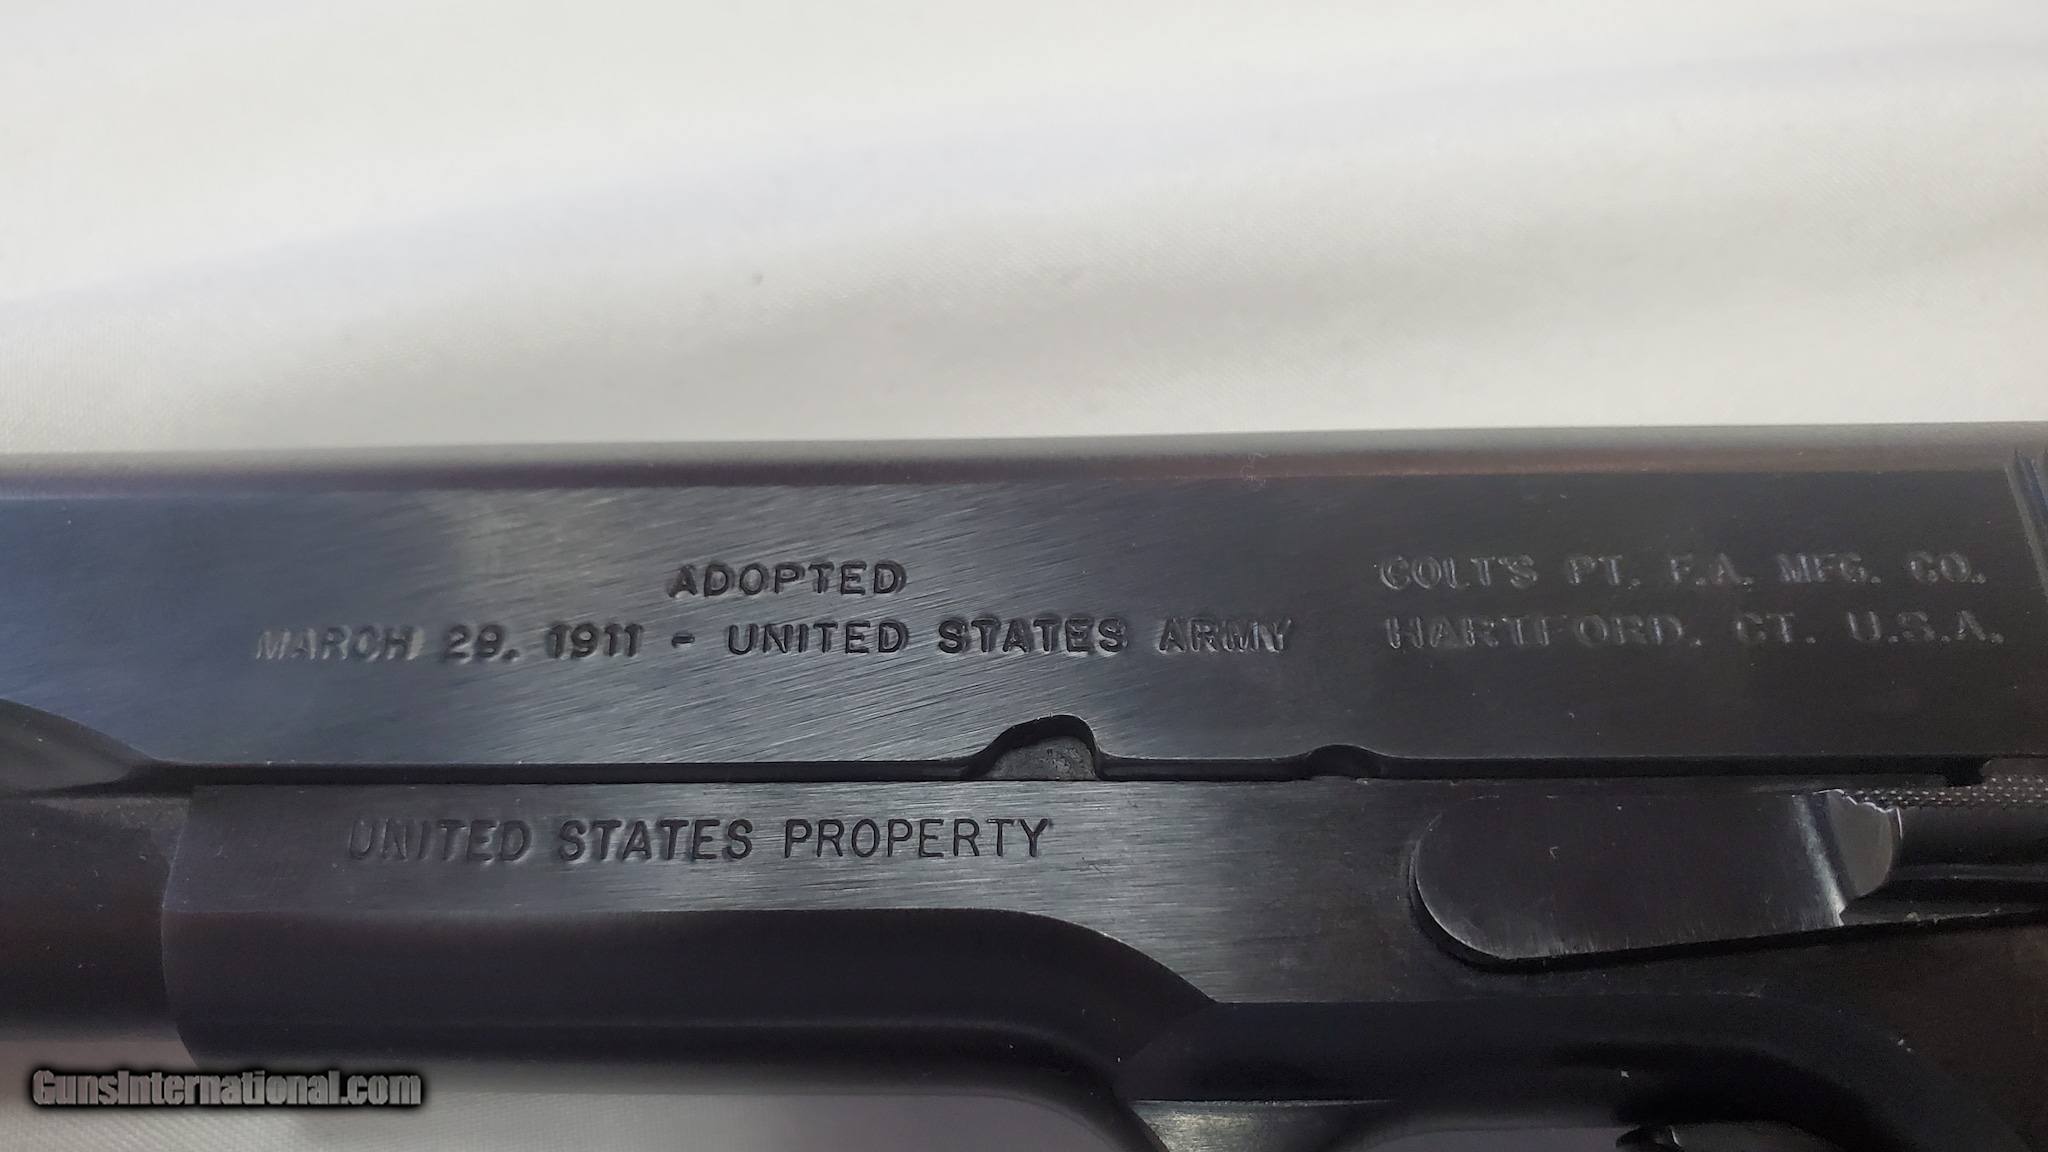 ADOPTED
MARCH 29. 1911 - UNITED STATES ARMY
COLT'S PT. F.A. MFG. CO.
HARTFORD, CT. U.S.A.
UNITED STATES PROPERTY
GunsInternational.com